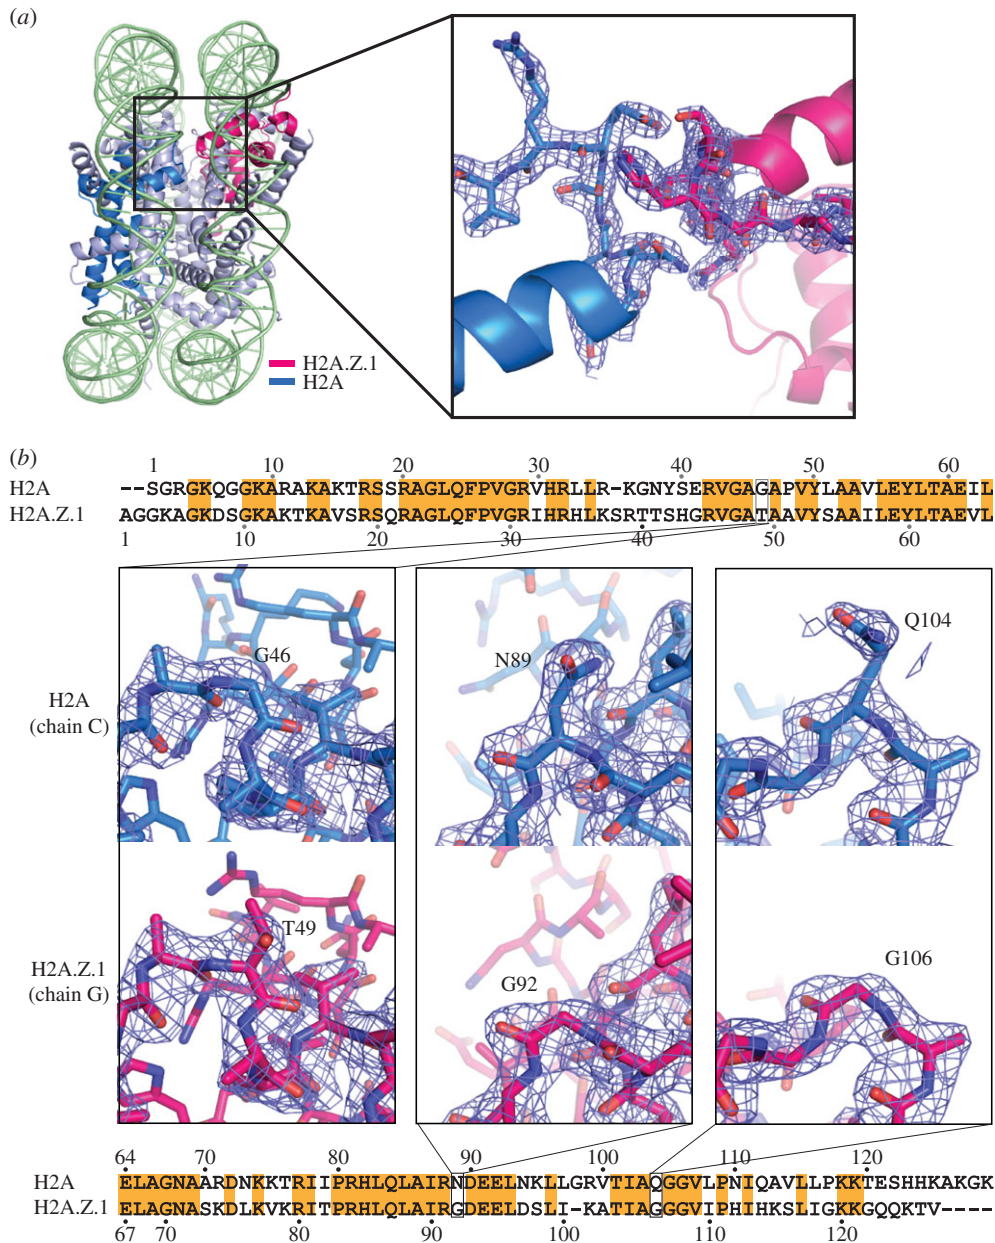 (a)
H2A.Z.1
H2A
(b)
1 10 20 30 40 50 60
H2A --SGRGKQGGKARAKAKTRSSRAGLQFPVGRVHRLLR-KGNYSERVGAGAPVYLAAVLEYLTAEIL
H2A.Z.1 AGGKAGKDSGKAKTKAVSRSQRAGLQFPVGRIHRHLKSRTTSHGRVGATAAVYSAAILEYLTAEVL
1 10 20 30 40 50 60
G46
N89
Q104
H2A
(chain C)
T49
G92
G106
H2A.Z.1
(chain G)
64 70 80 90 100 110 120
H2A ELAGNAARDNKKTRIIPRHLQLAIRNDEELNKLLGRVTIAQGGVLPNIQAVLLPKKTESHHKAKGK
H2A.Z.1 ELAGNASKDLKVKRITPRHLQLAIRGDEELDSLI-KATIAGGGVIPHIHKSLIGKKGQQKTV----
67 70 80 90 100 110 120